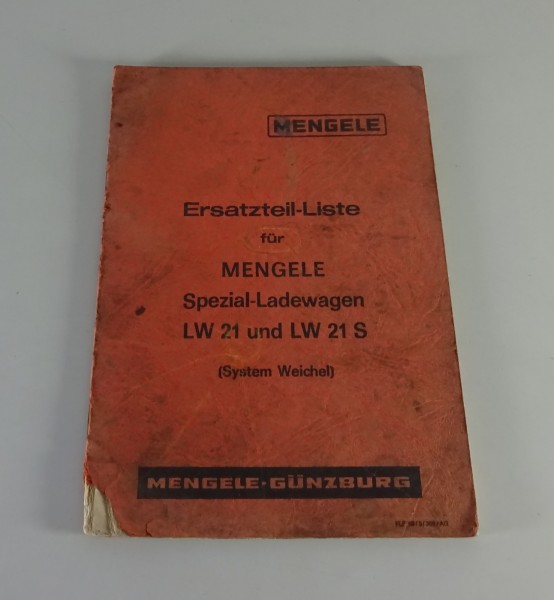 MENGELE
Ersatzteil-Liste
für
MENGELE
Spezial-Ladewagen
LW 21 und LW 21 S
(System Weichel)
MENGELE-GÜNZBURG